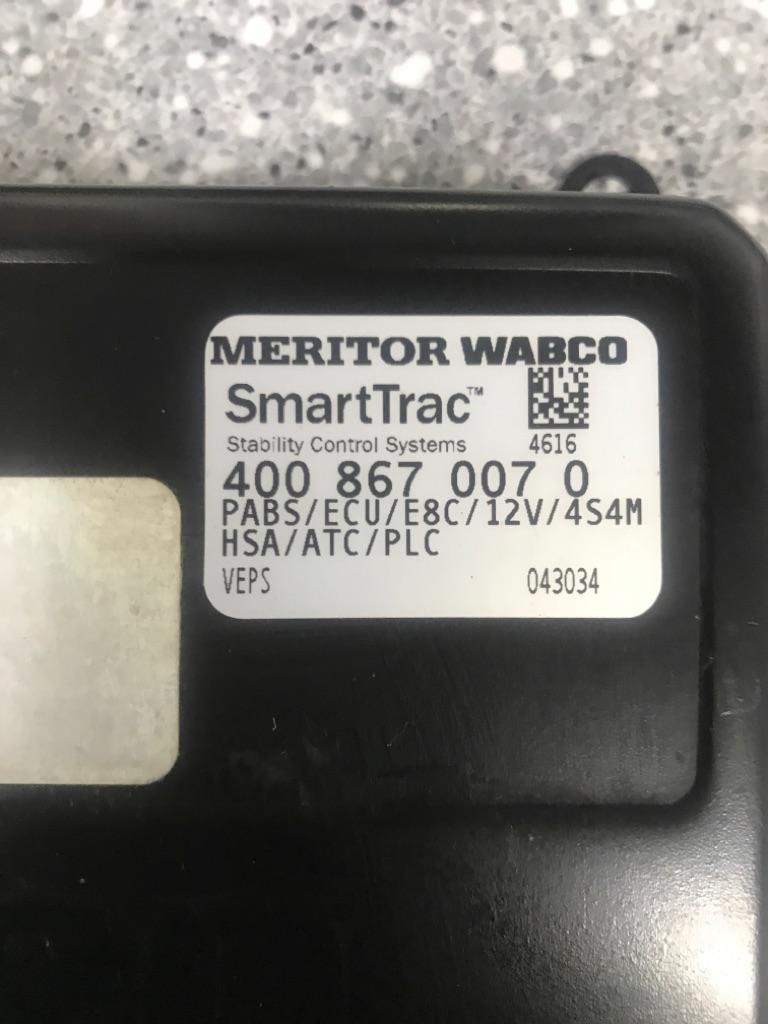 MERITOR WABCO
SmartTrac™
Stability Control Systems 4616
400 867 007 0
PABS/ECU/E8C/12V/4S4M
HSA/ATC/PLC
VEPS 043034